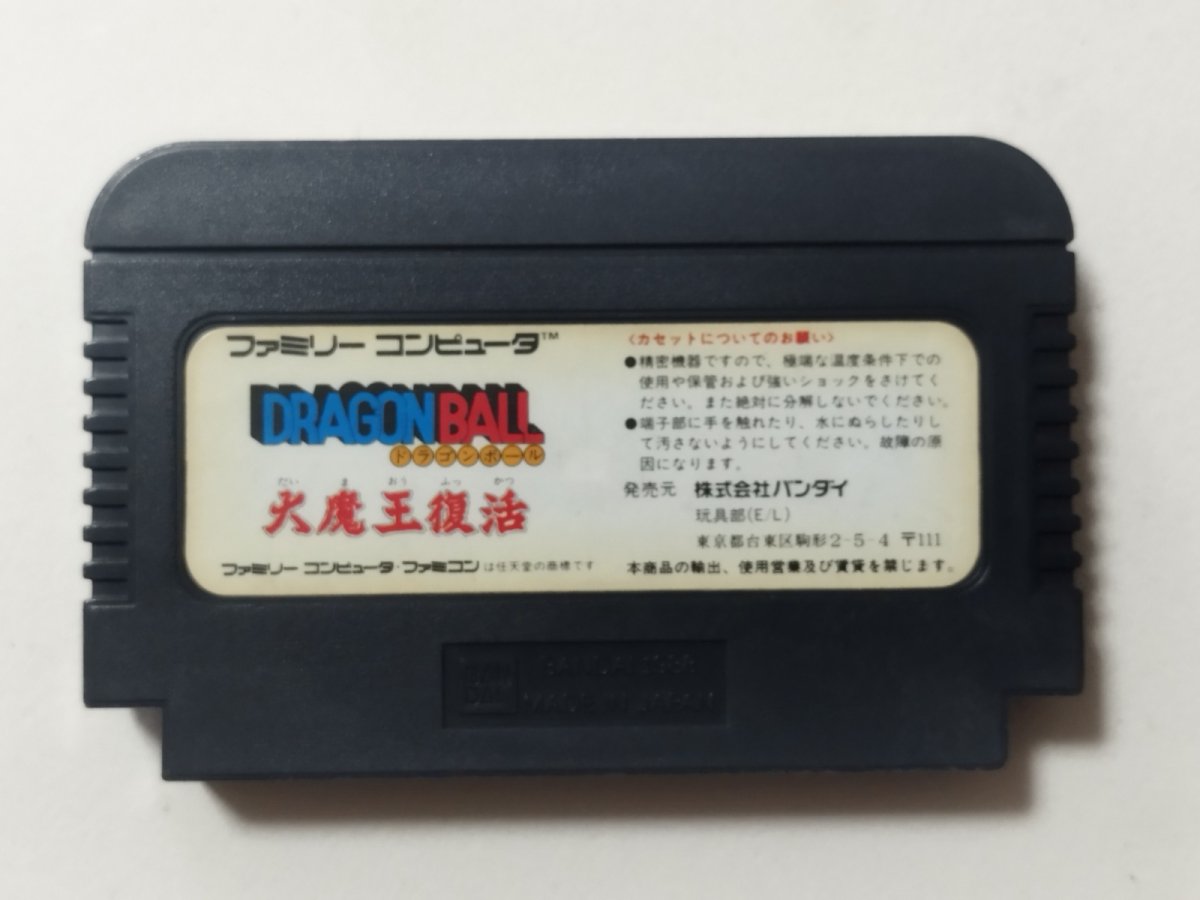 ファミリー コンピュータ™
DRAGON BALL
ドラゴンボール
だい ま おう ふっ かつ
大魔王復活
ファミリー コンピュータ・ファミコンは任天堂の商標です
〈カセットについてのお願い〉
●精密機器ですので、極端な温度条件下での
使用や保管および強いショックをさけてく
ださい。また絶対に分解しないでください。
●端子部に手を触れたり、水にぬらしたりし
て汚さないようにしてください。故障の原
因になります。
発売元 株式会社バンダイ
玩具部(E/L)
東京都台東区駒形2-5-4 〒111
本商品の輸出、使用営業及び賃貸を禁じます。
BAN
DAI
BANDAI 1988
MADE IN JAPAN